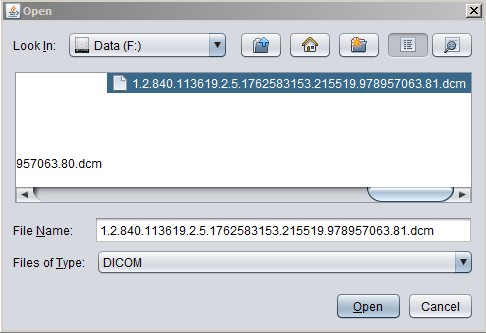 Open
Look In: Data (F:)
1.2.840.113619.2.5.1762583153.215519.978957063.81.dcm
957063.80.dcm
File Name: 1.2.840.113619.2.5.1762583153.215519.978957063.81.dcm
Files of Type: DICOM
Open Cancel